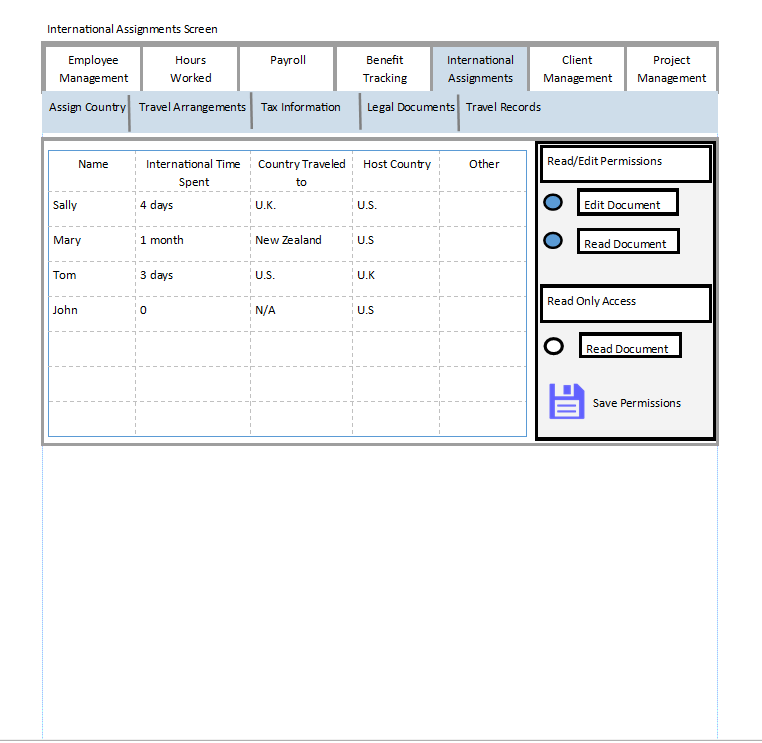 International Assignments Screen
Employee Management
Hours Worked
Payroll
Benefit Tracking
International Assignments
Client Management
Project Management
Assign Country
Travel Arrangements
Tax Information
Legal Documents
Travel Records
Name
International Time Spent
Country Traveled to
Host Country
Other
Sally 4 days U.K. U.S.
Mary 1 month New Zealand U.S
Tom 3 days U.S. U.K
John 0 N/A U.S
Read/Edit Permissions
Edit Document
Read Document
Read Only Access
Read Document
Save Permissions